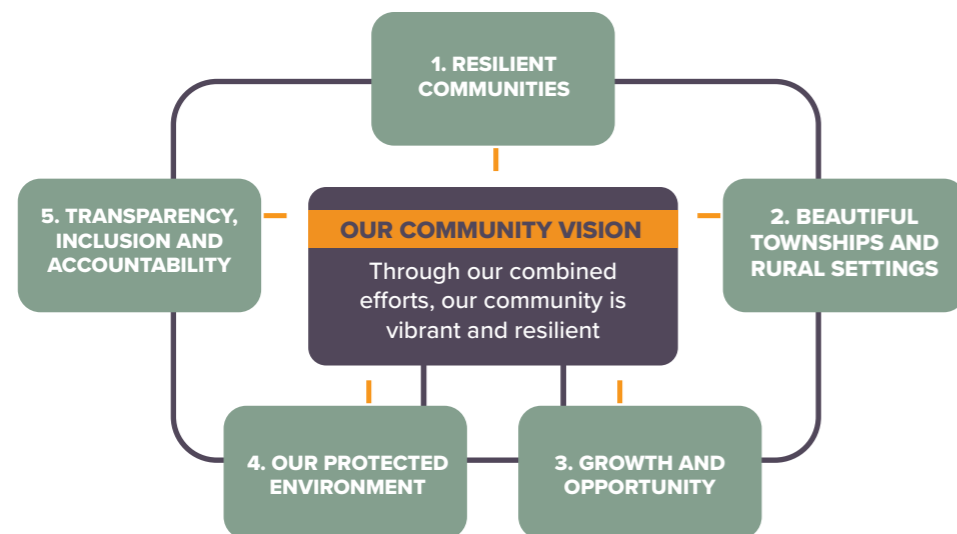 1. RESILIENT
COMMUNITIES
5. TRANSPARENCY,
INCLUSION AND
ACCOUNTABILITY
OUR COMMUNITY VISION
Through our combined
efforts, our community is
vibrant and resilient
2. BEAUTIFUL
TOWNSHIPS AND
RURAL SETTINGS
4. OUR PROTECTED
ENVIRONMENT
3. GROWTH AND
OPPORTUNITY